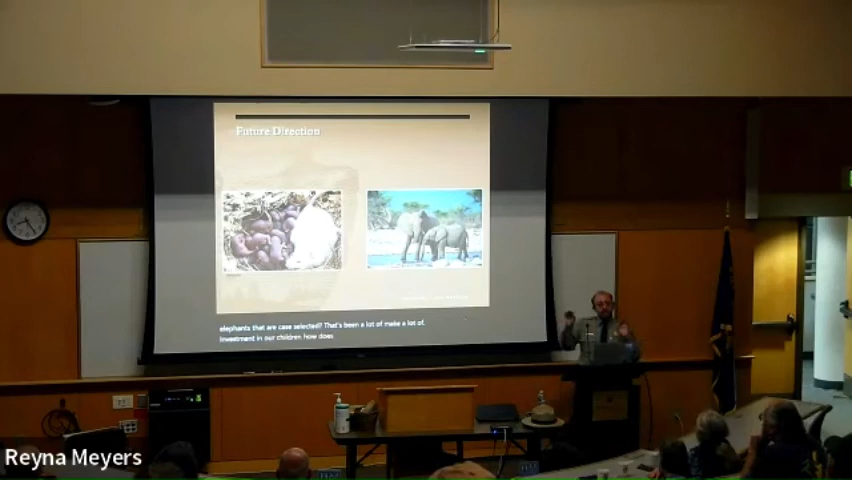 Future Direction
elephants that are case selected? That's been a lot of make a lot of.
Investment in our children how does
Reyna Meyers